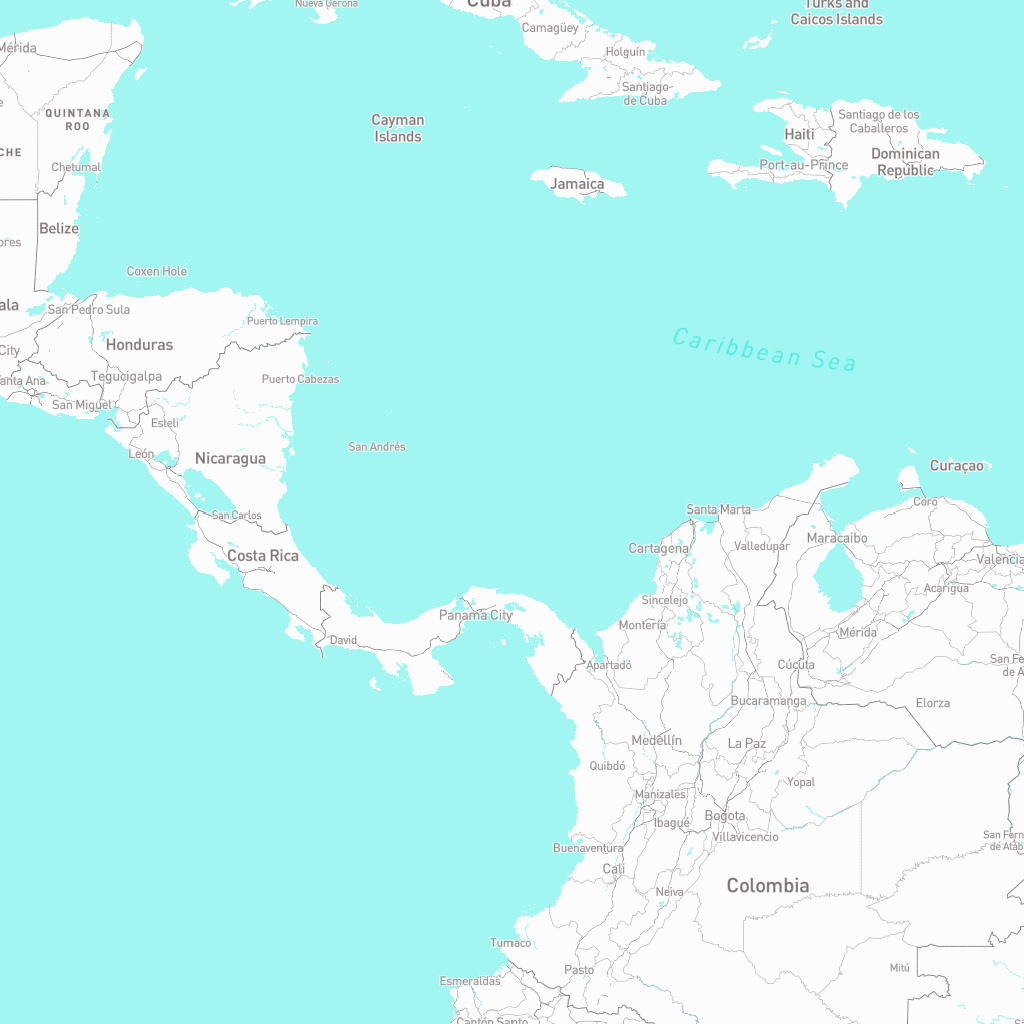 Nueva Gerona
Cuba
Turks and
Caicos Islands
Camagüey
Mérida
Holguín
Santiago
de Cuba
QUINTANA
ROO
Cayman
Islands
Santiago de los
Caballeros
Haiti
CHE
Dominican
Republic
Chetumal
Port-au-Prince
Jamaica
Belize
ores
Coxen Hole
ala
San Pedro Sula
Puerto Lempira
Caribbean Sea
Honduras
City
Tegucigalpa
anta Ana
Puerto Cabezas
San Miguel
Esteli
San Andrés
León
Nicaragua
Curaçao
Coro
San Carlos
Santa Marta
Maracaibo
Cartagena
Valledupar
Costa Rica
Valencia
Acarigua
Sincelejo
Panama City
Montería
Mérida
David
Apartadó
Cúcuta
San Fe
de A
Bucaramanga
Elorza
Medellín
La Paz
Quibdó
Yopal
Manizales
Bogota
Ibagué
Villavicencio
San Fern
de Atab
Buenaventura
Cali
Colombia
Neiva
Tumaco
Pasto
Mitú
Esmeraldas
Cantón Santo